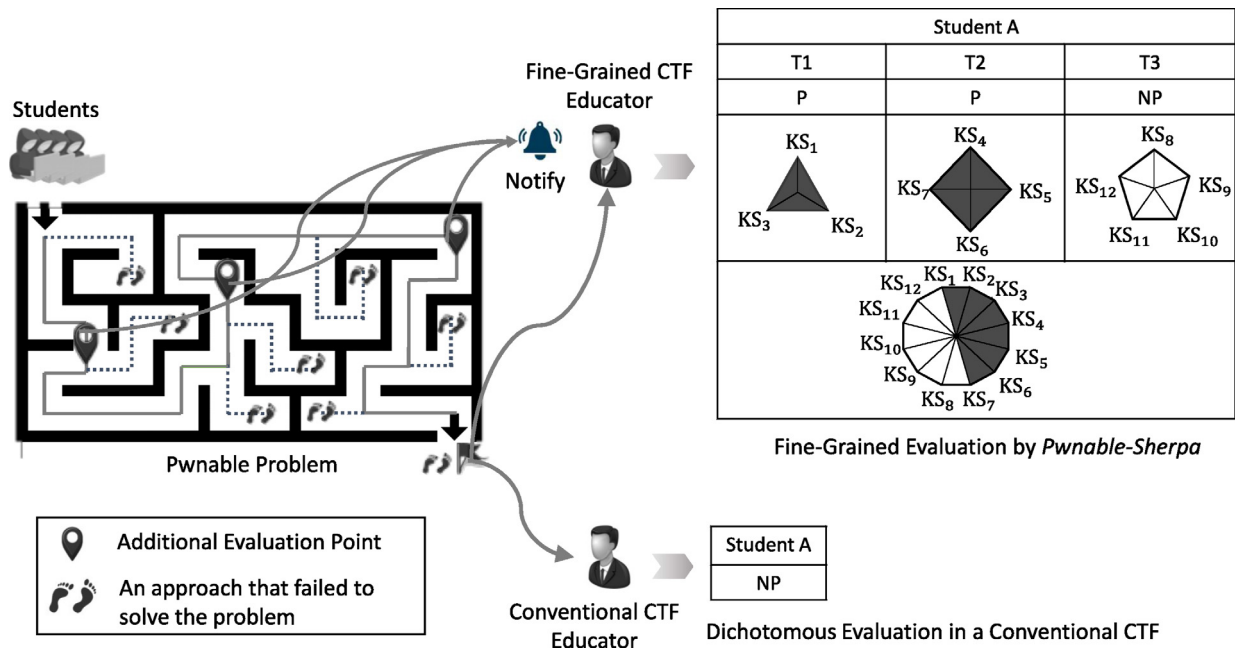 Students
Fine-Grained CTF
Educator
Notify
Student A
T1 T2 T3
P P NP
KS₁
KS₃ KS₂
KS₄
KS₇ KS₅
KS₆
KS₈
KS₁₂ KS₉
KS₁₁ KS₁₀
KS₁₂ KS₁ KS₂ KS₃
KS₁₁ KS₄
KS₁₀ KS₅
KS₉ KS₆
KS₈ KS₇
Fine-Grained Evaluation by Pwnable-Sherpa
Pwnable Problem
Additional Evaluation Point
An approach that failed to
solve the problem
Conventional CTF
Educator
Student A
NP
Dichotomous Evaluation in a Conventional CTF